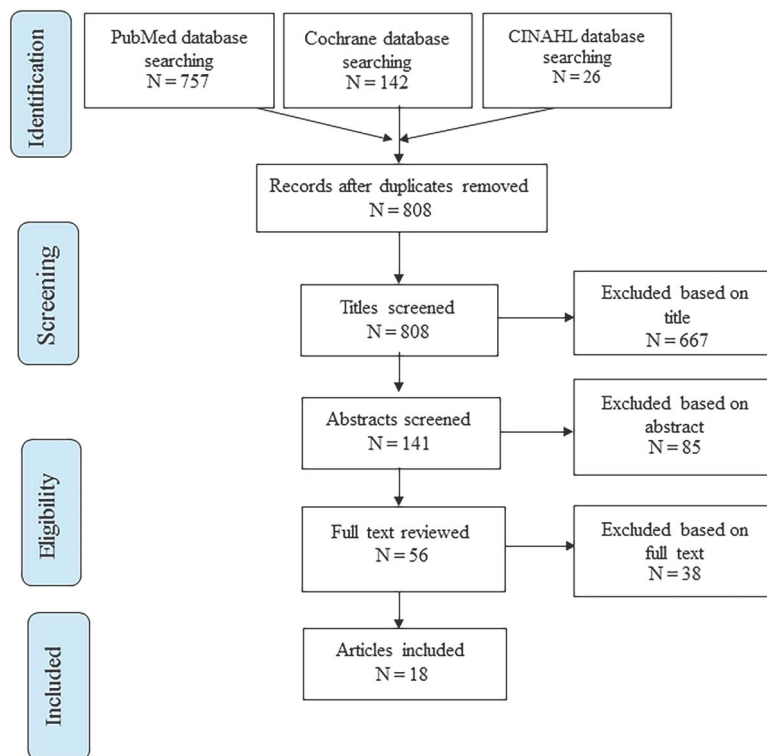 Identification
PubMed database
searching
N = 757
Cochrane database
searching
N = 142
CINAHL database
searching
N = 26
Records after duplicates removed
N = 808
Screening
Titles screened
N = 808
Excluded based on
title
N = 667
Abstracts screened
N = 141
Excluded based on
abstract
N = 85
Eligibility
Full text reviewed
N = 56
Excluded based on
full text
N = 38
Included
Articles included
N = 18